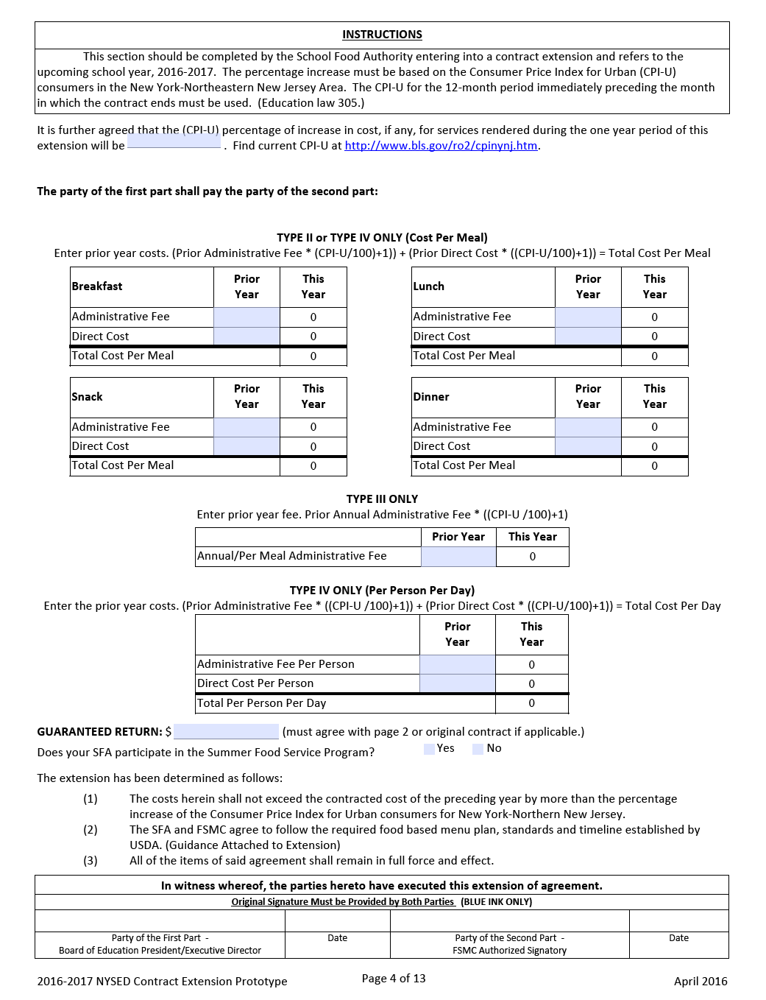 INSTRUCTIONS
This section should be completed by the School Food Authority entering into a contract extension and refers to the
upcoming school year, 2016-2017.  The percentage increase must be based on the Consumer Price Index for Urban (CPI-U)
consumers in the New York-Northeastern New Jersey Area.  The CPI-U for the 12-month period immediately preceding the month
in which the contract ends must be used.  (Education law 305.)
It is further agreed that the (CPI-U) percentage of increase in cost, if any, for services rendered during the one year period of this
extension will be .  Find current CPI-U at http://www.bls.gov/ro2/cpinynj.htm.
The party of the first part shall pay the party of the second part:
TYPE II or TYPE IV ONLY (Cost Per Meal)
Enter prior year costs. (Prior Administrative Fee * (CPI-U/100)+1)) + (Prior Direct Cost * ((CPI-U/100)+1)) = Total Cost Per Meal
Breakfast Prior Year This Year
Administrative Fee 0
Direct Cost 0
Total Cost Per Meal 0
Lunch Prior Year This Year
Administrative Fee 0
Direct Cost 0
Total Cost Per Meal 0
Snack Prior Year This Year
Administrative Fee 0
Direct Cost 0
Total Cost Per Meal 0
Dinner Prior Year This Year
Administrative Fee 0
Direct Cost 0
Total Cost Per Meal 0
TYPE III ONLY
Enter prior year fee. Prior Annual Administrative Fee * ((CPI-U /100)+1)
Prior Year This Year
Annual/Per Meal Administrative Fee 0
TYPE IV ONLY (Per Person Per Day)
Enter the prior year costs. (Prior Administrative Fee * ((CPI-U /100)+1)) + (Prior Direct Cost * ((CPI-U/100)+1)) = Total Cost Per Day
Prior Year This Year
Administrative Fee Per Person 0
Direct Cost Per Person 0
Total Per Person Per Day 0
GUARANTEED RETURN: $ (must agree with page 2 or original contract if applicable.)
Does your SFA participate in the Summer Food Service Program? Yes No
The extension has been determined as follows:
(1) The costs herein shall not exceed the contracted cost of the preceding year by more than the percentage
increase of the Consumer Price Index for Urban consumers for New York-Northern New Jersey.
(2) The SFA and FSMC agree to follow the required food based menu plan, standards and timeline established by
USDA. (Guidance Attached to Extension)
(3) All of the items of said agreement shall remain in full force and effect.
In witness whereof, the parties hereto have executed this extension of agreement.
Original Signature Must be Provided by Both Parties  (BLUE INK ONLY)
Party of the First Part  - Date Party of the Second Part  - Date
Board of Education President/Executive Director FSMC Authorized Signatory
2016-2017 NYSED Contract Extension Prototype Page 4 of 13 April 2016